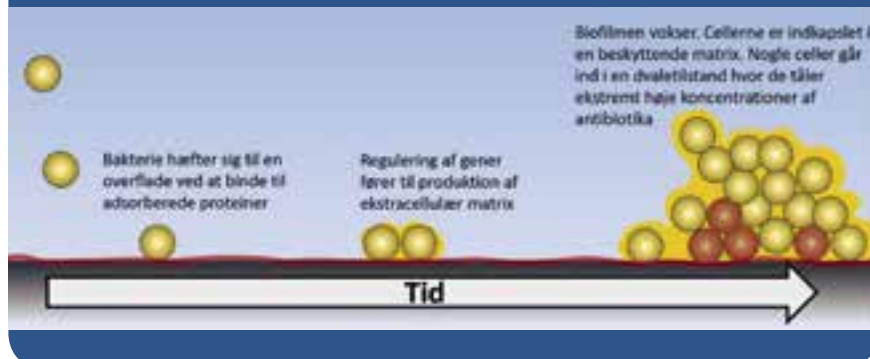 Bakterie hæfter sig til en
overflade ved at binde til
adsorberede proteiner
Regulering af gener
fører til produktion af
ekstracellulær matrix
Biofilmen vokser. Cellerne er indkapslet i
en beskyttende matrix. Nogle celler går
ind i en dvaletilstand hvor de tåler
ekstremt høje koncentrationer af
antibiotika
Tid